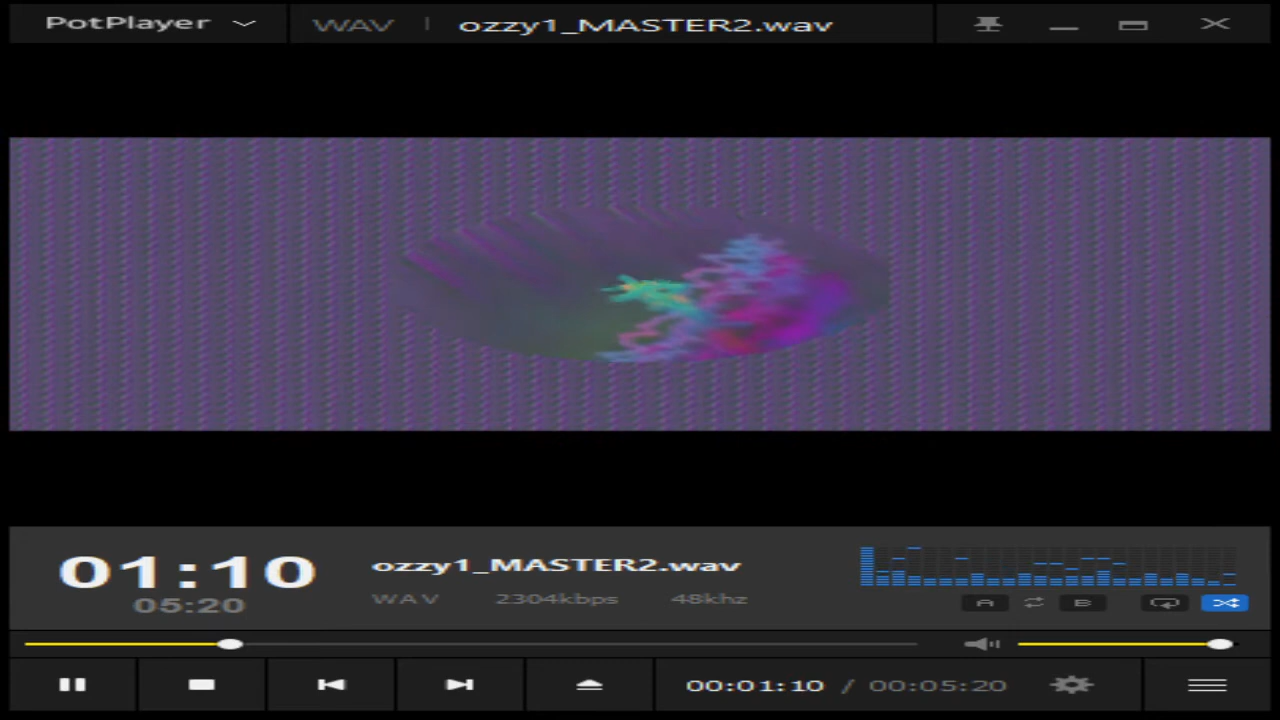 PotPlayer WAV | ozzy1_MASTER2.wav
01:10
05:20
ozzy1_MASTER2.wav
WAV 2304kbps 48khz
A B
00:01:10 / 00:05:20